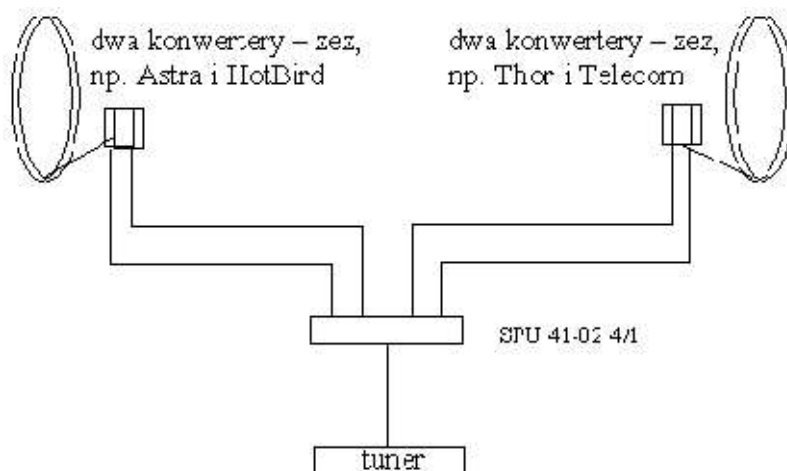 dwa konwertery – zez,
np. Astra i HotBird
dwa konwertery – zez,
np. Thor i Telecom
SPU 41-02 4/1
tuner